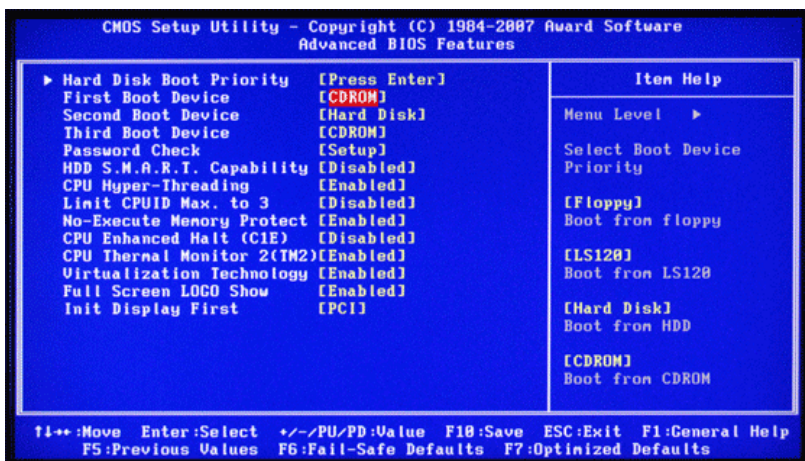 CMOS Setup Utility - Copyright (C) 1984-2007 Award Software
Advanced BIOS Features
▶ Hard Disk Boot Priority [Press Enter]
First Boot Device [CDROM]
Second Boot Device [Hard Disk]
Third Boot Device [CDROM]
Password Check [Setup]
HDD S.M.A.R.T. Capability [Disabled]
CPU Hyper-Threading [Enabled]
Limit CPUID Max. to 3 [Disabled]
No-Execute Memory Protect [Enabled]
CPU Enhanced Halt (C1E) [Disabled]
CPU Thermal Monitor 2(TM2)[Enabled]
Virtualization Technology [Enabled]
Full Screen LOGO Show [Enabled]
Init Display First [PCI]
Item Help
Menu Level ▶
Select Boot Device
Priority
[Floppy]
Boot from floppy
[LS120]
Boot from LS120
[Hard Disk]
Boot from HDD
[CDROM]
Boot from CDROM
↑↓→←:Move Enter:Select +/-/PU/PD:Value F10:Save ESC:Exit F1:General Help
F5:Previous Values F6:Fail-Safe Defaults F7:Optimized Defaults